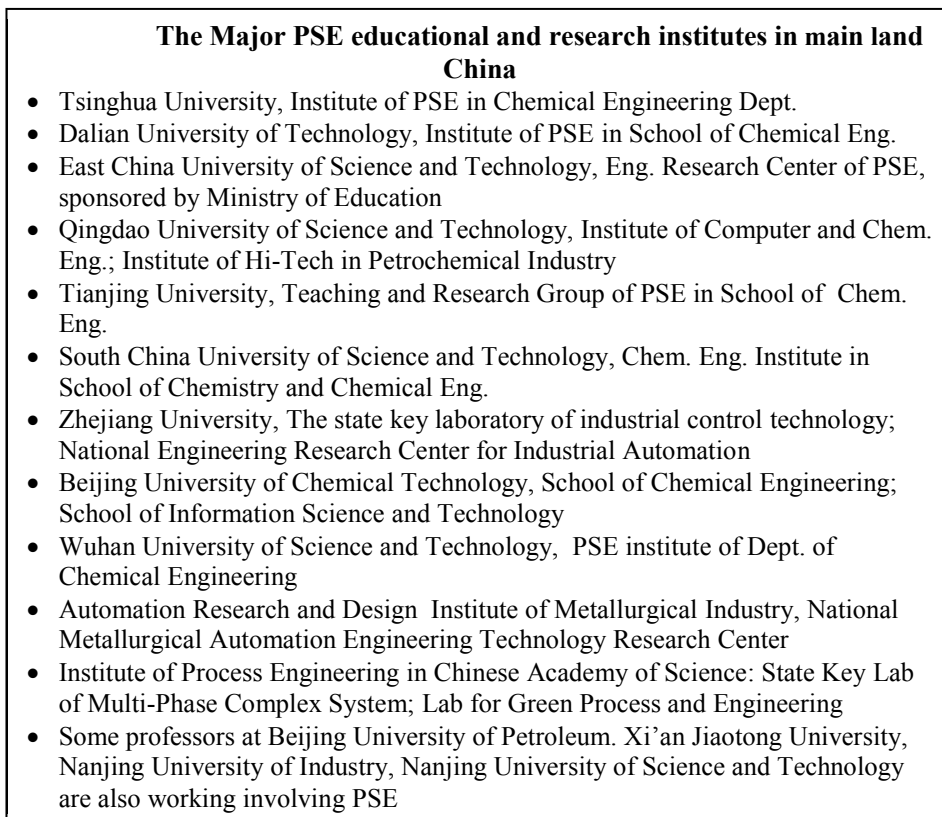 The Major PSE educational and research institutes in main land
China
• Tsinghua University, Institute of PSE in Chemical Engineering Dept.
• Dalian University of Technology, Institute of PSE in School of Chemical Eng.
• East China University of Science and Technology, Eng. Research Center of PSE,
sponsored by Ministry of Education
• Qingdao University of Science and Technology, Institute of Computer and Chem.
Eng.; Institute of Hi-Tech in Petrochemical Industry
• Tianjing University, Teaching and Research Group of PSE in School of  Chem.
Eng.
• South China University of Science and Technology, Chem. Eng. Institute in
School of Chemistry and Chemical Eng.
• Zhejiang University, The state key laboratory of industrial control technology;
National Engineering Research Center for Industrial Automation
• Beijing University of Chemical Technology, School of Chemical Engineering;
School of Information Science and Technology
• Wuhan University of Science and Technology,  PSE institute of Dept. of
Chemical Engineering
• Automation Research and Design  Institute of Metallurgical Industry, National
Metallurgical Automation Engineering Technology Research Center
• Institute of Process Engineering in Chinese Academy of Science: State Key Lab
of Multi-Phase Complex System; Lab for Green Process and Engineering
• Some professors at Beijing University of Petroleum. Xi’an Jiaotong University,
Nanjing University of Industry, Nanjing University of Science and Technology
are also working involving PSE